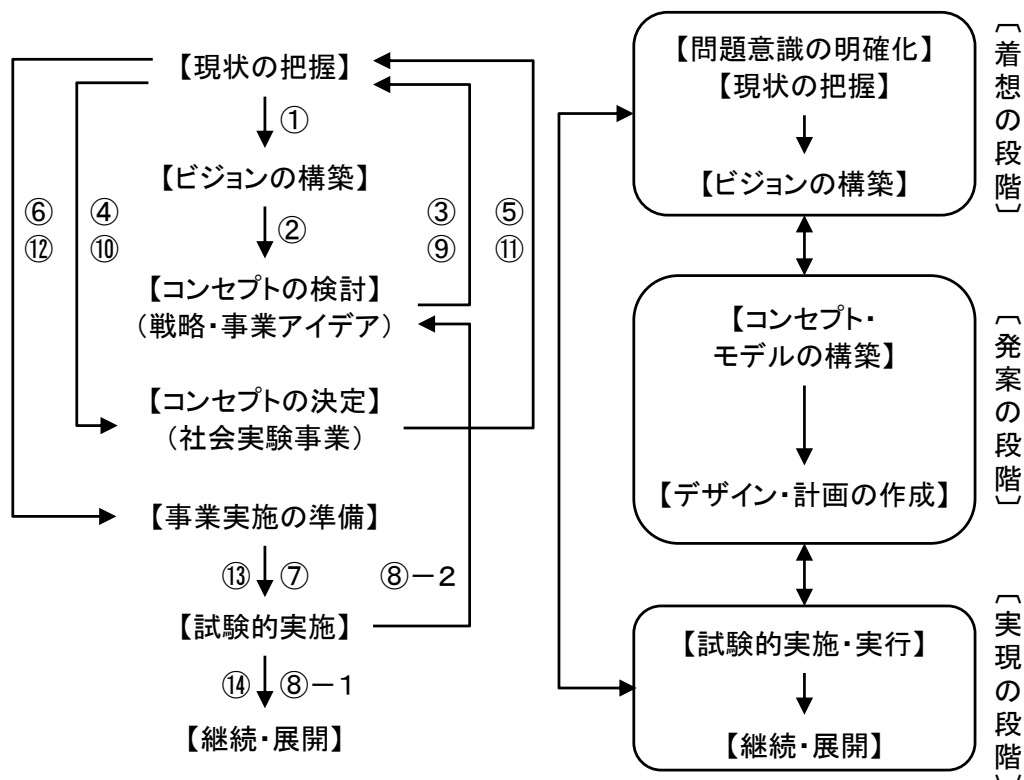 【現状の把握】
①
【ビジョンの構築】
②
⑥
⑫
④
⑩
③
⑨
⑤
⑪
【コンセプトの検討】
（戦略・事業アイデア）
【コンセプトの決定】
（社会実験事業）
【事業実施の準備】
⑬
⑦
⑧－2
【試験的実施】
⑭
⑧－1
【継続・展開】
【問題意識の明確化】
【現状の把握】
【ビジョンの構築】
〔着想の段階〕
【コンセプト・
モデルの構築】
【デザイン・計画の作成】
〔発案の段階〕
【試験的実施・実行】
【継続・展開】
〔実現の段階〕